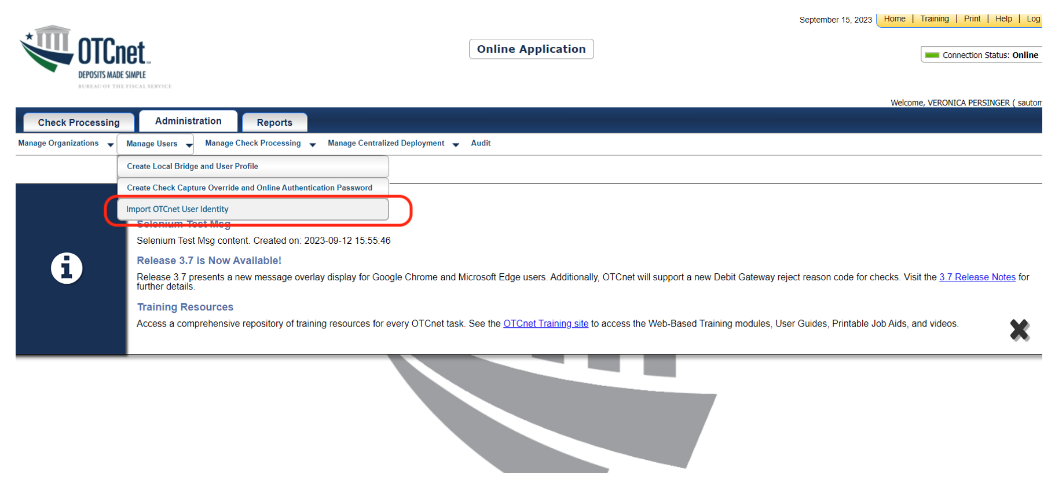 September 15, 2023 Home | Training | Print | Help | Log
OTCnet
DEPOSITS MADE SIMPLE
BUREAU OF THE FISCAL SERVICE
Online Application
Connection Status: Online
Welcome, VERONICA PERSINGER ( sautom
Check Processing Administration Reports
Manage Organizations Manage Users Manage Check Processing Manage Centralized Deployment Audit
Create Local Bridge and User Profile
Create Check Capture Override and Online Authentication Password
Import OTCnet User Identity
Selenium Test Msg
Selenium Test Msg content. Created on: 2023-09-12 15:55:46
Release 3.7 is Now Available!
Release 3.7 presents a new message overlay display for Google Chrome and Microsoft Edge users. Additionally, OTCnet will support a new Debit Gateway reject reason code for checks. Visit the 3.7 Release Notes for
further details.
Training Resources
Access a comprehensive repository of training resources for every OTCnet task. See the OTCnet Training site to access the Web-Based Training modules, User Guides, Printable Job Aids, and videos.